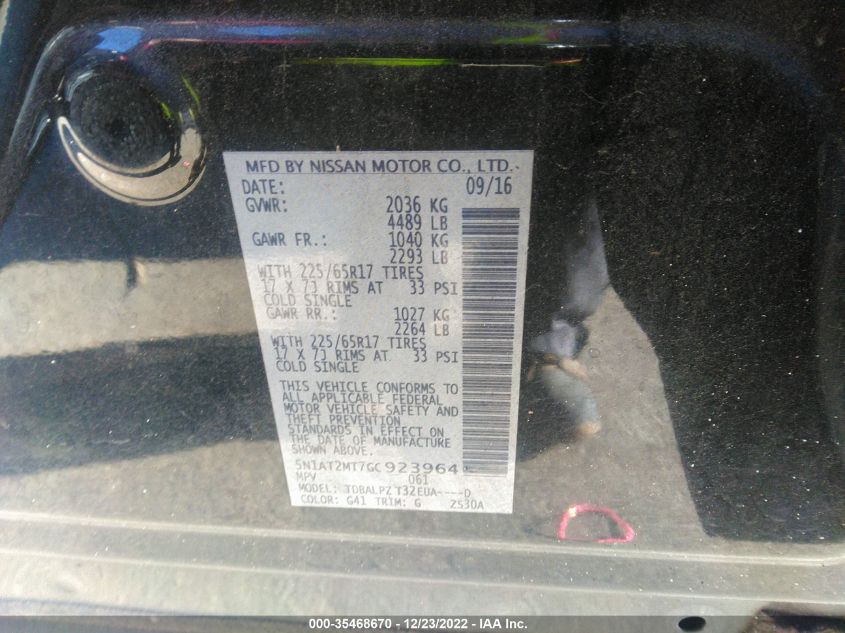 MFD BY NISSAN MOTOR CO., LTD.
DATE: 09/16
GVWR: 2036 KG
4489 LB
GAWR FR.: 1040 KG
2293 LB
WITH 225/65R17 TIRES
17 X 7J RIMS AT 33 PSI
COLD SINGLE
GAWR RR.: 1027 KG
2264 LB
WITH 225/65R17 TIRES
17 X 7J RIMS AT 33 PSI
COLD SINGLE
THIS VEHICLE CONFORMS TO
ALL APPLICABLE FEDERAL
MOTOR VEHICLE SAFETY AND
THEFT PREVENTION
STANDARDS IN EFFECT ON
THE DATE OF MANUFACTURE
SHOWN ABOVE.
5N1AT2MT7GC923964
MPV 061
MODEL: TDBALPZ T32EUA----D
COLOR: G41 TRIM: G 2530A
000-35468670 - 12/23/2022 - IAA Inc.